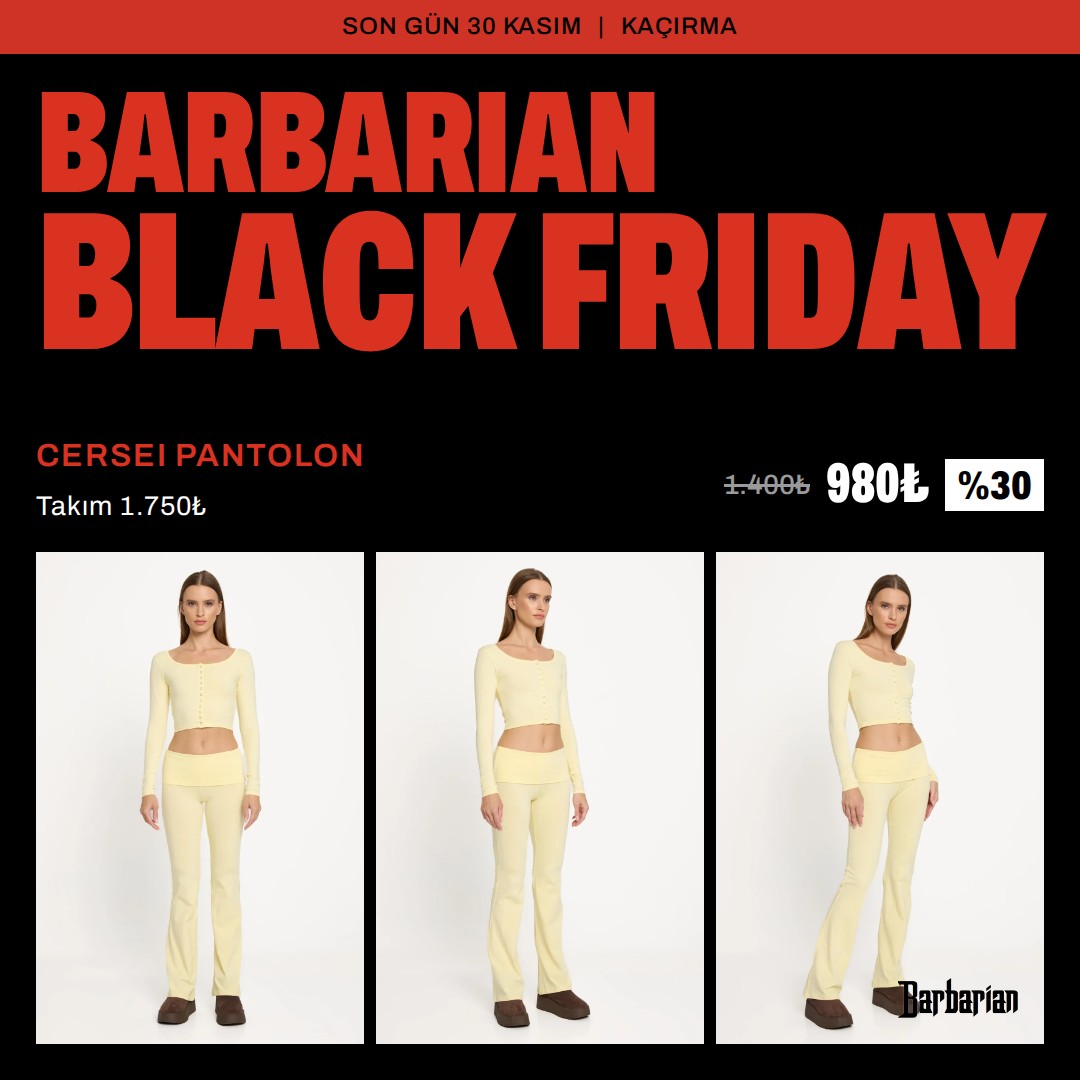 SON GÜN 30 KASIM | KAÇIRMA
BARBARIAN
BLACK FRIDAY
CERSEI PANTOLON
Takım 1.750₺
1.400₺ 980₺ %30
Barbarian